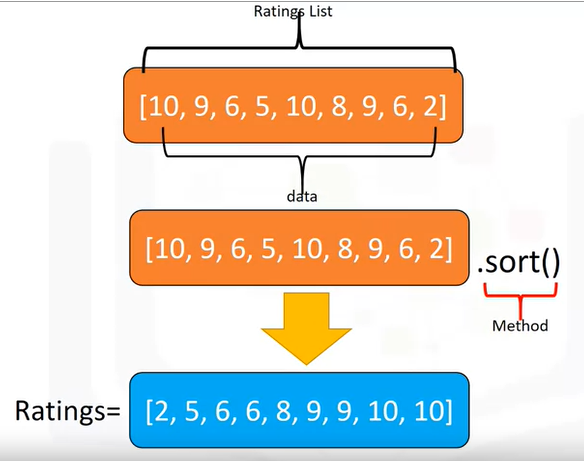 Ratings List
[10, 9, 6, 5, 10, 8, 9, 6, 2]
data
[10, 9, 6, 5, 10, 8, 9, 6, 2] .sort()
Method
Ratings= [2, 5, 6, 6, 8, 9, 9, 10, 10]